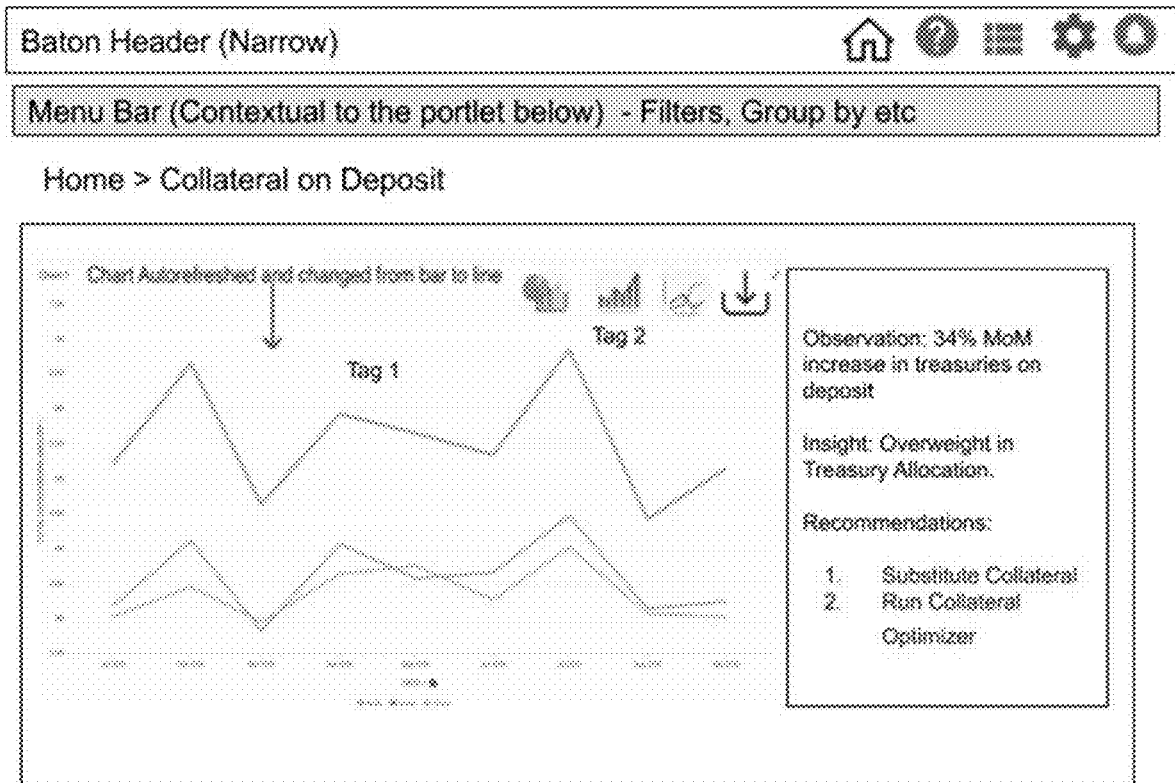 Baton Header (Narrow)
Menu Bar (Contextual to the portlet below) - Filters, Group by etc
Home > Collateral on Deposit
Chart Autorefreshed and changed from bar to line
Tag 2
Tag 1
Observation: 34% MoM
increase in treasuries on
deposit
Insight: Overweight in
Treasury Allocation.
Recommendations:
1. Substitute Collateral
2. Run Collateral
Optimizer